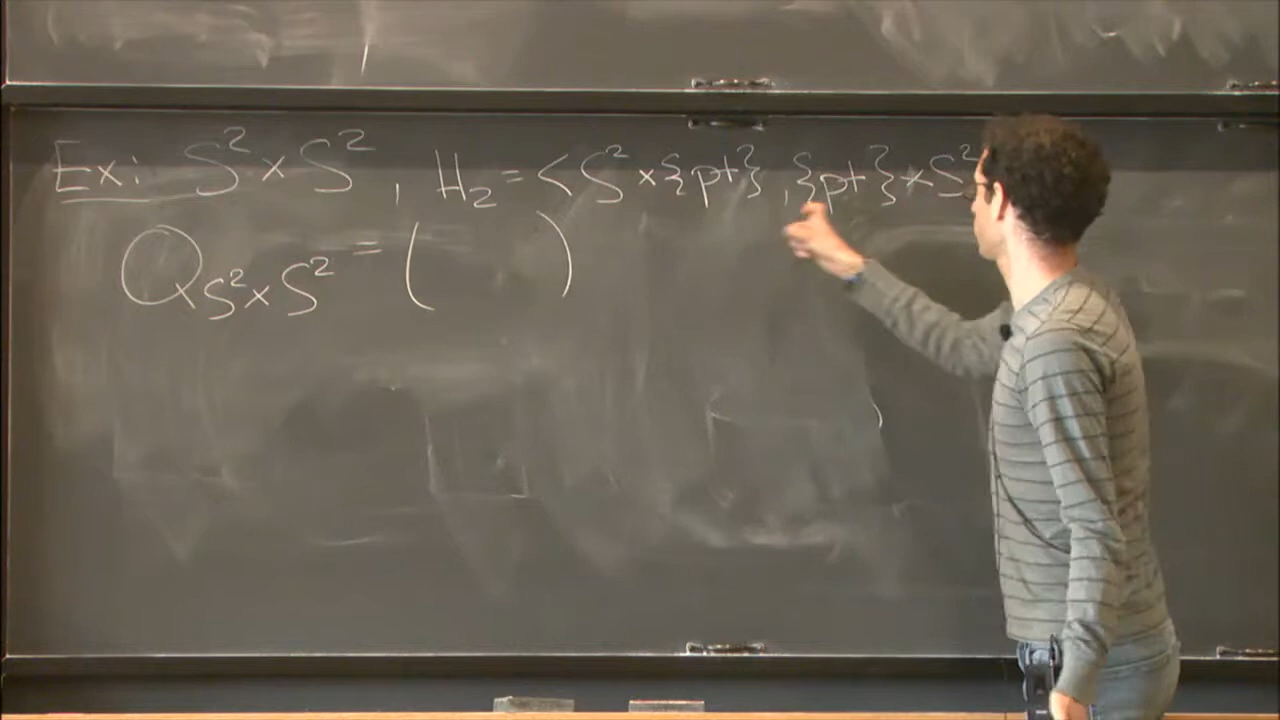 Ex: S² × S², H₂ = <S² × {pt}, {pt} × S²
Q_{S² × S²} = (    )